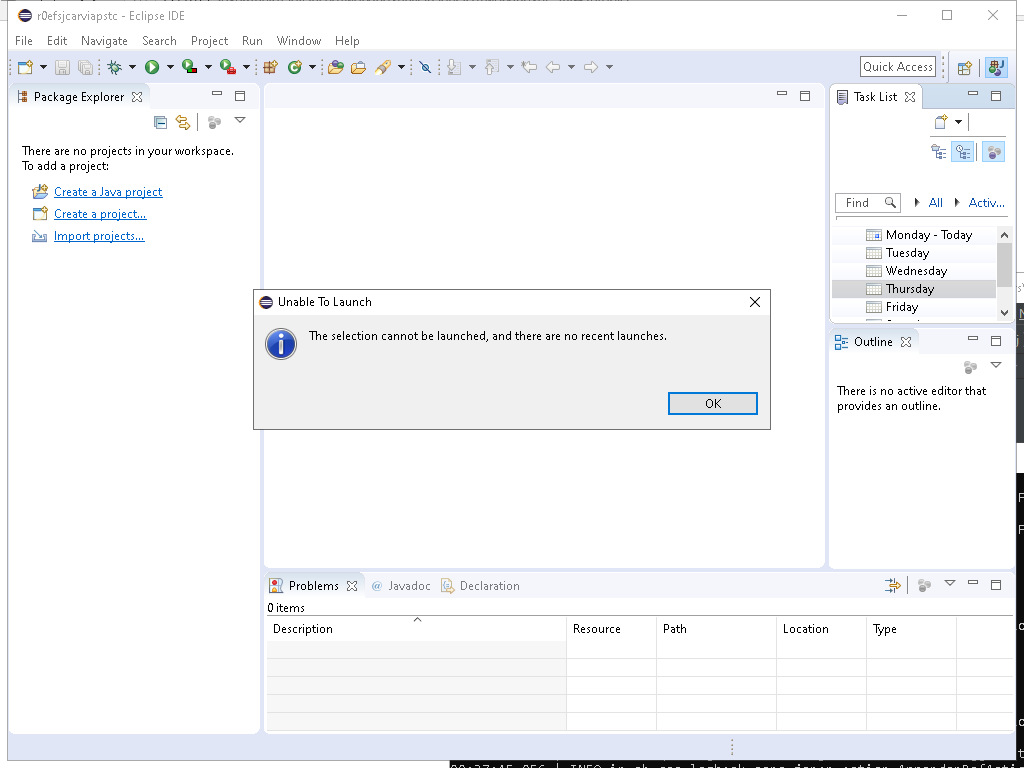 r0efsjcarviapstc - Eclipse IDE
File Edit Navigate Search Project Run Window Help
Quick Access
Package Explorer
Task List
There are no projects in your workspace.
To add a project:
Create a Java project
Create a project...
Import projects...
Find All Activ...
Monday - Today
Tuesday
Wednesday
Thursday
Friday
Unable To Launch
The selection cannot be launched, and there are no recent launches.
OK
Outline
There is no active editor that
provides an outline.
Problems @ Javadoc Declaration
0 items
Description Resource Path Location Type